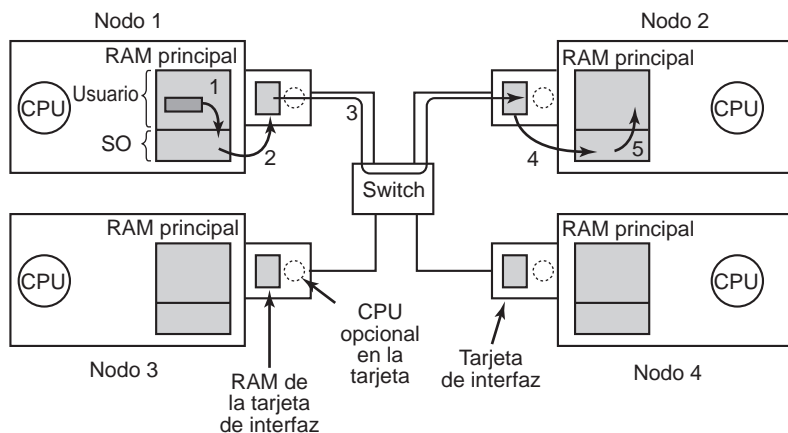 Nodo 1
Nodo 2
RAM principal
RAM principal
CPU
Usuario
1
SO
2
3
4
5
CPU
Switch
RAM principal
RAM principal
CPU
CPU
Nodo 3
RAM de
la tarjeta
de interfaz
CPU
opcional
en la
tarjeta
Tarjeta
de interfaz
Nodo 4